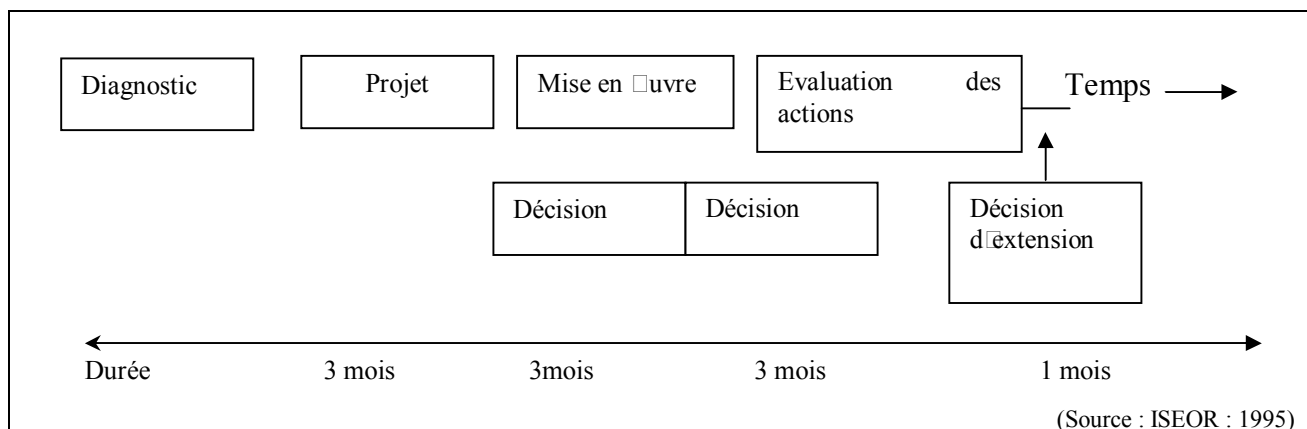 Diagnostic
Projet
Mise en □uvre
Evaluation des
actions
Temps
Décision
Décision
Décision
d□extension
Durée
3 mois
3mois
3 mois
1 mois
(Source : ISEOR : 1995)